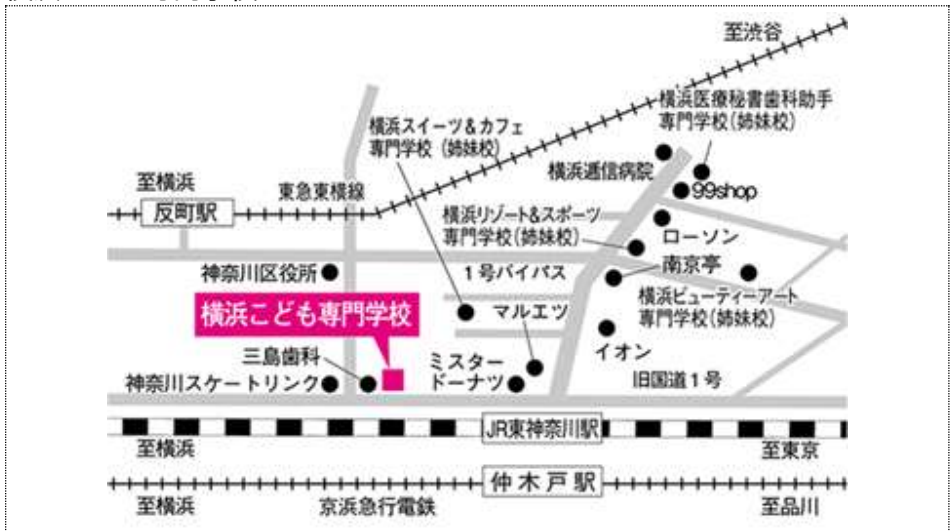 至渋谷
横浜医療秘書歯科助手
専門学校(姉妹校)
横浜スイーツ&カフェ
専門学校(姉妹校)
横浜逓信病院
99shop
至横浜
東急東横線
反町駅
横浜リゾート&スポーツ
専門学校(姉妹校)
ローソン
神奈川区役所
1号バイパス
南京亭
横浜こども専門学校
マルエツ
横浜ビューティーアート
専門学校(姉妹校)
イオン
三島歯科
ミスター
ドーナツ
神奈川スケートリンク
旧国道1号
JR東神奈川駅
至横浜
至東京
仲木戸駅
至横浜
京浜急行電鉄
至品川